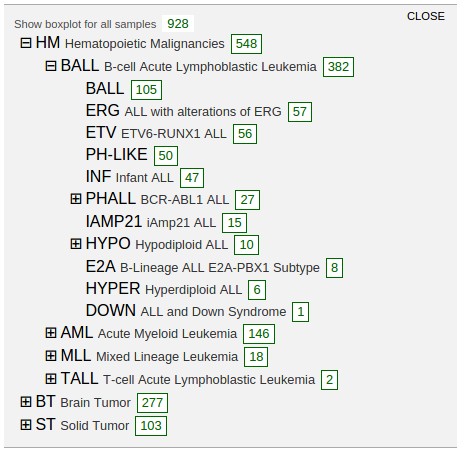 CLOSE
Show boxplot for all samples 928
HM Hematopoietic Malignancies 548
BALL B-cell Acute Lymphoblastic Leukemia 382
BALL 105
ERG ALL with alterations of ERG 57
ETV ETV6-RUNX1 ALL 56
PH-LIKE 50
INF Infant ALL 47
PHALL BCR-ABL1 ALL 27
IAMP21 iAmp21 ALL 15
HYPO Hypodiploid ALL 10
E2A B-Lineage ALL E2A-PBX1 Subtype 8
HYPER Hyperdiploid ALL 6
DOWN ALL and Down Syndrome 1
AML Acute Myeloid Leukemia 146
MLL Mixed Lineage Leukemia 18
TALL T-cell Acute Lymphoblastic Leukemia 2
BT Brain Tumor 277
ST Solid Tumor 103